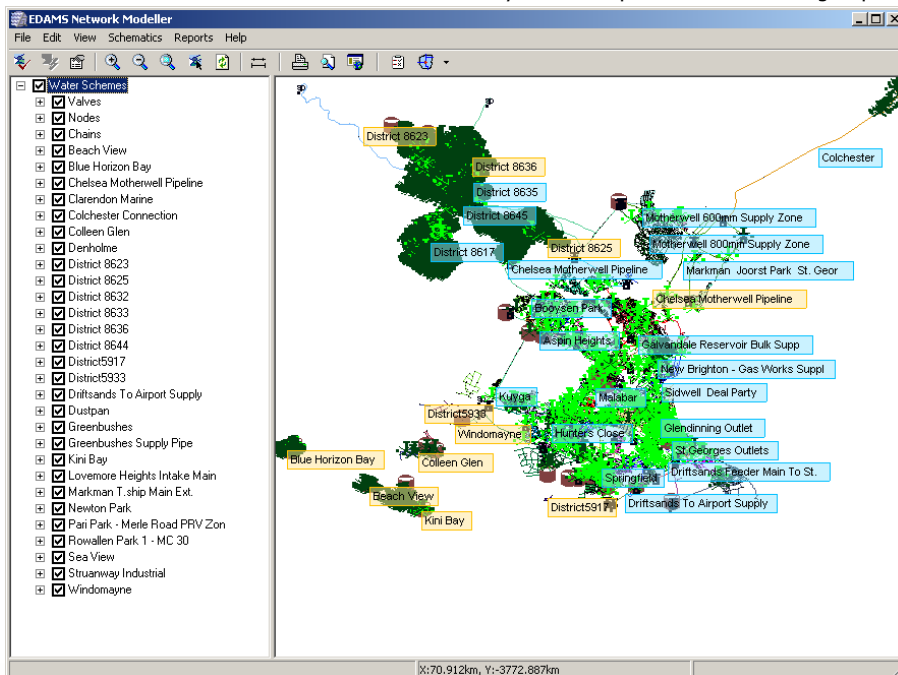 EDAMS Network Modeller
File Edit View Schematics Reports Help
Water Schemes
Valves
Nodes
Chains
Beach View
Blue Horizon Bay
Chelsea Motherwell Pipeline
Clarendon Marine
Colchester Connection
Colleen Glen
Denholme
District 8623
District 8625
District 8632
District 8633
District 8636
District 8644
District5917
District5933
Driftsands To Airport Supply
Dustpan
Greenbushes
Greenbushes Supply Pipe
Kini Bay
Lovemore Heights Intake Main
Markman T.ship Main Ext.
Newton Park
Pari Park - Merle Road PRV Zon
Rowallen Park 1 - MC 30
Sea View
Struanway Industrial
Windomayne
District 8623
Colchester
District 8636
District 8635
District 8645
Motherwell 600mm Supply Zone
District 8617
District 8625
Motherwell 800mm Supply Zone
Chelsea Motherwell Pipeline
Markman Joorst Park St. Geor
Chelsea Motherwell Pipeline
Booysen Park
Aspin Heights
Galvandale Reservoir Bulk Supp
New Brighton - Gas Works Suppl
Kuyga
Malabar
Sidwell Deal Party
District5933
Windomayne
Hunters Close
Glendinning Outlet
St.Georges Outlets
Blue Horizon Bay
Colleen Glen
Springfield
Driftsands Feeder Main To St.
Beach View
District5917
Driftsands To Airport Supply
Kini Bay
X:70.912km, Y:-3772.887km